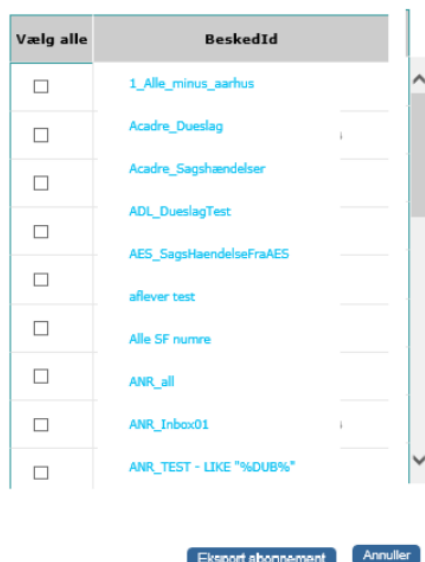 Vælg alle BeskedId
1_Alle_minus_aarhus
Acadre_Dueslag
Acadre_Sagshændelser
ADL_DueslagTest
AES_SagsHaendelseFraAES
aflever test
Alle SF numre
ANR_all
ANR_Inbox01
ANR_TEST - LIKE "%DUB%"
Eksport abonnement Annuller